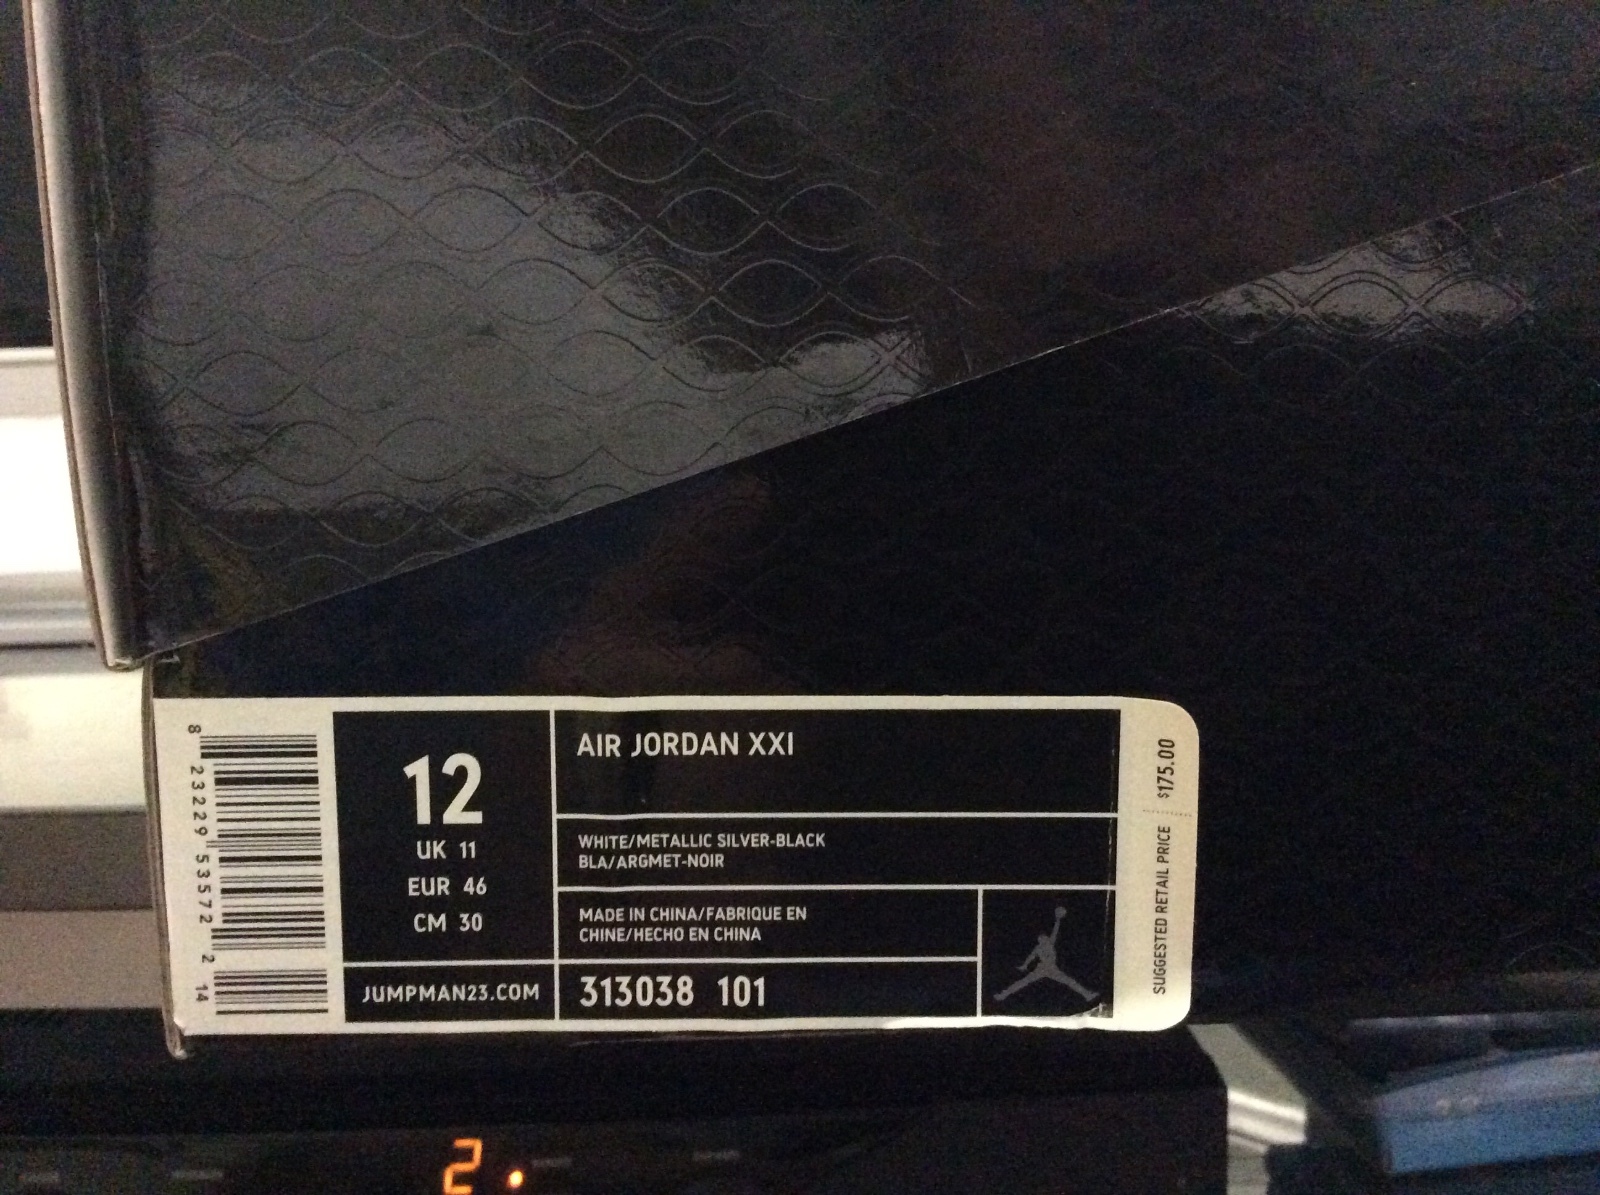 8 23229 53572 2 14
12
UK 11
EUR 46
CM 30
JUMPMAN23.COM
AIR JORDAN XXI
WHITE/METALLIC SILVER-BLACK
BLA/ARGMET-NOIR
MADE IN CHINA/FABRIQUE EN
CHINE/HECHO EN CHINA
313038 101
SUGGESTED RETAIL PRICE $175.00
2.